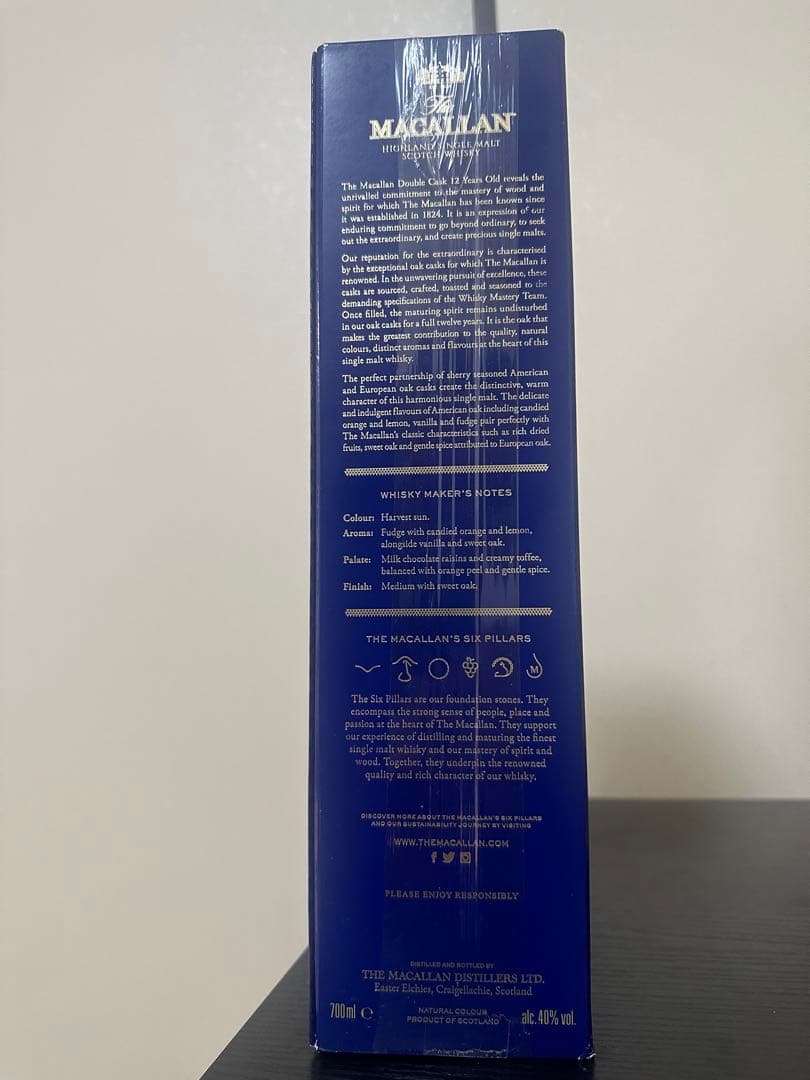 The
MACALLAN
HIGHLAND SINGLE MALT
SCOTCH WHISKY
The Macallan Double Cask 12 Years Old reveals the
unrivalled commitment to the mastery of wood and
spirit for which The Macallan has been known since
it was established in 1824. It is an expression of our
enduring commitment to go beyond ordinary, to seek
out the extraordinary, and create precious single malts.
Our reputation for the extraordinary is characterised
by the exceptional oak casks for which The Macallan is
renowned. In the unwavering pursuit of excellence, these
casks are sourced, crafted, toasted and seasoned to the
demanding specifications of the Whisky Mastery Team.
Once filled, the maturing spirit remains undisturbed
in our oak casks for a full twelve years. It is the oak that
makes the greatest contribution to the quality, natural
colours, distinct aromas and flavours at the heart of this
single malt whisky.
The perfect partnership of sherry seasoned American
and European oak casks create the distinctive, warm
character of this harmonious single malt. The delicate
and indulgent flavours of American oak including candied
orange and lemon, vanilla and fudge pair perfectly with
The Macallan's classic characteristics such as rich dried
fruits, sweet oak and gentle spice attributed to European oak.
WHISKY MAKER'S NOTES
Colour: Harvest sun.
Aroma: Fudge with candied orange and lemon,
alongside vanilla and sweet oak.
Palate: Milk chocolate raisins and creamy toffee,
balanced with orange peel and gentle spice.
Finish: Medium with sweet oak.
THE MACALLAN'S SIX PILLARS
M
The Six Pillars are our foundation stones. They
encompass the strong sense of people, place and
passion at the heart of The Macallan. They support
our experience of distilling and maturing the finest
single malt whisky and our mastery of spirit and
wood. Together, they underpin the renowned
quality and rich character of our whisky.
DISCOVER MORE ABOUT THE MACALLAN'S SIX PILLARS
AND OUR SUSTAINABILITY JOURNEY BY VISITING
WWW.THEMACALLAN.COM
PLEASE ENJOY RESPONSIBLY
DISTILLED AND BOTTLED BY
THE MACALLAN DISTILLERS LTD.
Easter Elchies, Craigellachie, Scotland
700ml ℮ NATURAL COLOUR
PRODUCT OF SCOTLAND alc. 40% vol.